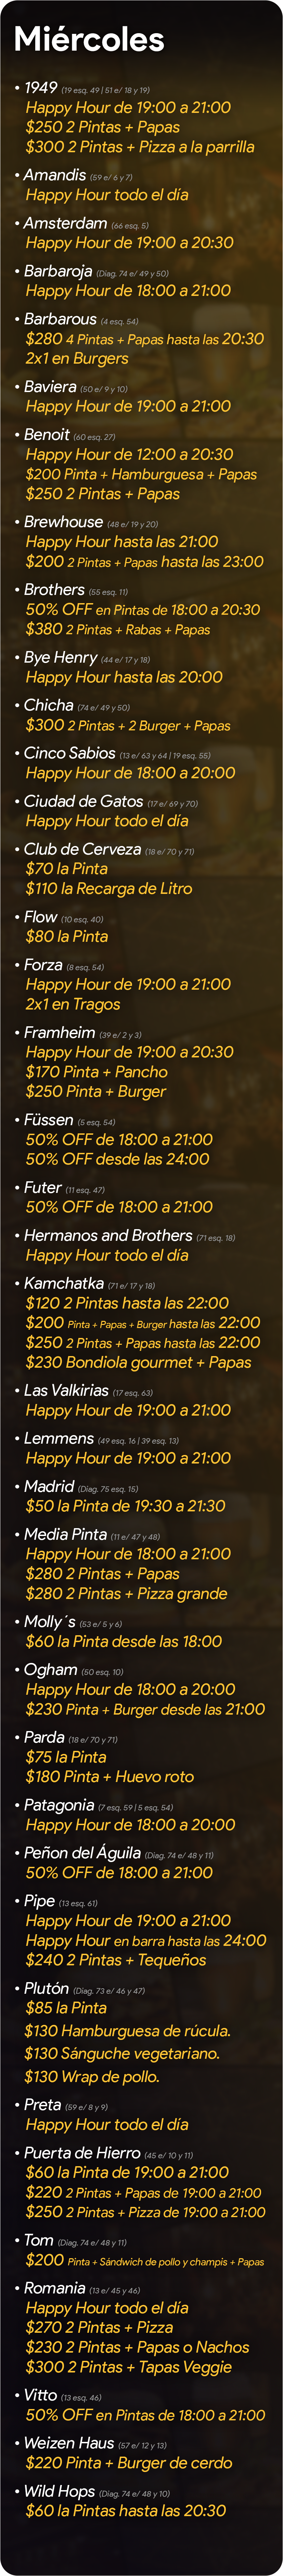 Miércoles
• 1949 (19 esq. 49 | 51 e/ 18 y 19)
Happy Hour de 19:00 a 21:00
$250 2 Pintas + Papas
$300 2 Pintas + Pizza a la parrilla
• Amandis (59 e/ 6 y 7)
Happy Hour todo el día
• Amsterdam (66 esq. 5)
Happy Hour de 19:00 a 20:30
• Barbaroja (Diag. 74 e/ 49 y 50)
Happy Hour de 18:00 a 21:00
• Barbarous (4 esq. 54)
$280 4 Pintas + Papas hasta las 20:30
2x1 en Burgers
• Baviera (50 e/ 9 y 10)
Happy Hour de 19:00 a 21:00
• Benoit (60 esq. 27)
Happy Hour de 12:00 a 20:30
$200 Pinta + Hamburguesa + Papas
$250 2 Pintas + Papas
• Brewhouse (48 e/ 19 y 20)
Happy Hour hasta las 21:00
$200 2 Pintas + Papas hasta las 23:00
• Brothers (55 esq. 11)
50% OFF en Pintas de 18:00 a 20:30
$380 2 Pintas + Rabas + Papas
• Bye Henry (44 e/ 17 y 18)
Happy Hour hasta las 20:00
• Chicha (74 e/ 49 y 50)
$300 2 Pintas + 2 Burger + Papas
• Cinco Sabios (13 e/ 63 y 64 | 19 esq. 55)
Happy Hour de 18:00 a 20:00
• Ciudad de Gatos (17 e/ 69 y 70)
Happy Hour todo el día
• Club de Cerveza (18 e/ 70 y 71)
$70 la Pinta
$110 la Recarga de Litro
• Flow (10 esq. 40)
$80 la Pinta
• Forza (8 esq. 54)
Happy Hour de 19:00 a 21:00
2x1 en Tragos
• Framheim (39 e/ 2 y 3)
Happy Hour de 19:00 a 20:30
$170 Pinta + Pancho
$250 Pinta + Burger
• Füssen (5 esq. 54)
50% OFF de 18:00 a 21:00
50% OFF desde las 24:00
• Futer (11 esq. 47)
50% OFF de 18:00 a 21:00
• Hermanos and Brothers (71 esq. 18)
Happy Hour todo el día
• Kamchatka (71 e/ 17 y 18)
$120 2 Pintas hasta las 22:00
$200 Pinta + Papas + Burger hasta las 22:00
$250 2 Pintas + Papas hasta las 22:00
$230 Bondiola gourmet + Papas
• Las Valkirias (17 esq. 63)
Happy Hour de 19:00 a 21:00
• Lemmens (49 esq. 16 | 39 esq. 13)
Happy Hour de 19:00 a 21:00
• Madrid (Diag. 75 esq. 15)
$50 la Pinta de 19:30 a 21:30
• Media Pinta (11 e/ 47 y 48)
Happy Hour de 18:00 a 21:00
$280 2 Pintas + Papas
$280 2 Pintas + Pizza grande
• Molly´s (53 e/ 5 y 6)
$60 la Pinta desde las 18:00
• Ogham (50 esq. 10)
Happy Hour de 18:00 a 20:00
$230 Pinta + Burger desde las 21:00
• Parda (18 e/ 70 y 71)
$75 la Pinta
$180 Pinta + Huevo roto
• Patagonia (7 esq. 59 | 5 esq. 54)
Happy Hour de 18:00 a 20:00
• Peñon del Águila (Diag. 74 e/ 48 y 11)
50% OFF de 18:00 a 21:00
• Pipe (13 esq. 61)
Happy Hour de 19:00 a 21:00
Happy Hour en barra hasta las 24:00
$240 2 Pintas + Tequeños
• Plutón (Diag. 73 e/ 46 y 47)
$85 la Pinta
$130 Hamburguesa de rúcula.
$130 Sánguche vegetariano.
$130 Wrap de pollo.
• Preta (59 e/ 8 y 9)
Happy Hour todo el día
• Puerta de Hierro (45 e/ 10 y 11)
$60 la Pinta de 19:00 a 21:00
$220 2 Pintas + Papas de 19:00 a 21:00
$250 2 Pintas + Pizza de 19:00 a 21:00
• Tom (Diag. 74 e/ 48 y 11)
$200 Pinta + Sándwich de pollo y champis + Papas
• Romania (13 e/ 45 y 46)
Happy Hour todo el día
$270 2 Pintas + Pizza
$230 2 Pintas + Papas o Nachos
$300 2 Pintas + Tapas Veggie
• Vitto (13 esq. 46)
50% OFF en Pintas de 18:00 a 21:00
• Weizen Haus (57 e/ 12 y 13)
$220 Pinta + Burger de cerdo
• Wild Hops (Diag. 74 e/ 48 y 10)
$60 la Pintas hasta las 20:30